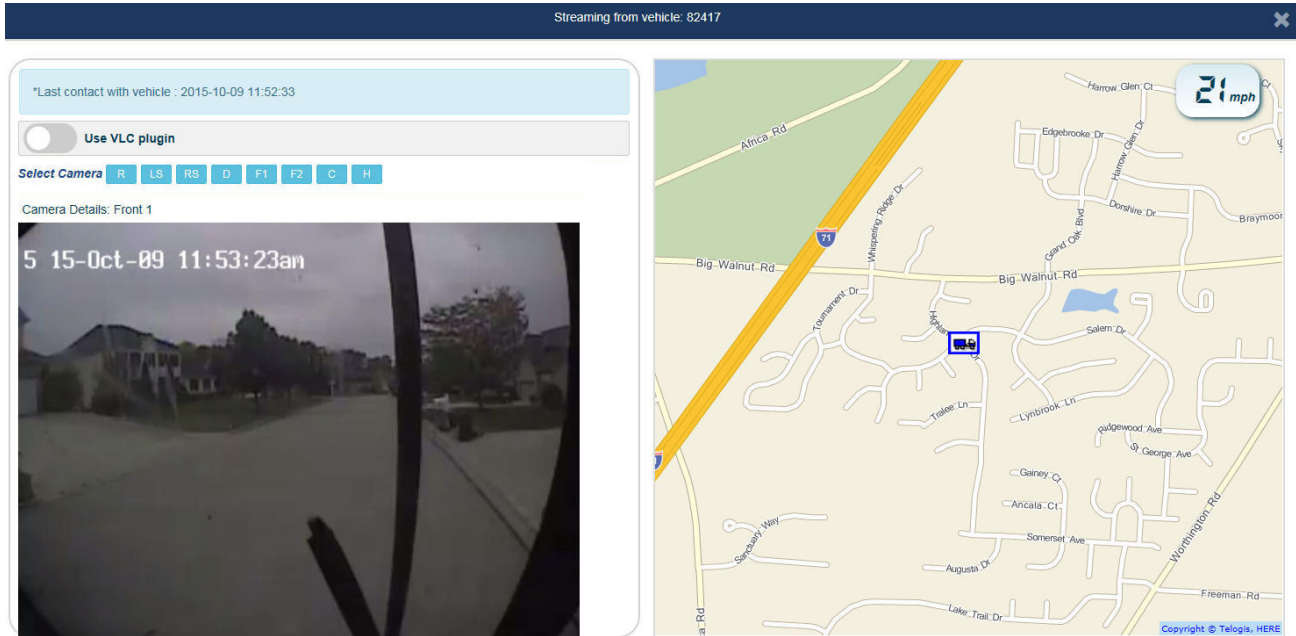 Streaming from vehicle: 82417
*Last contact with vehicle : 2015-10-09 11:52:33
Use VLC plugin
Select Camera R LS RS D F1 F2 C H
Camera Details: Front 1
5 15-Oct-09 11:53:23am
21 mph
Harrow Glen Ct
Africa Rd
Edgebrooke Dr
Harrow Glen Dr
Whispering Ridge Dr
Dorshire Dr
Braymoor
Grand Oak Blvd
71
Big Walnut Rd
Big Walnut Rd
Tournament Dr
Salem Dr
Tralee Ln
Lynbrook Ln
Ridgewood Ave
St George Ave
Gainey Ct
Ancala Ct
Sanctuary Way
Somerset Ave
Worthington Rd
Augusta Dr
Freeman Rd
Lake Trail Dr
Copyright © Telogis, HERE